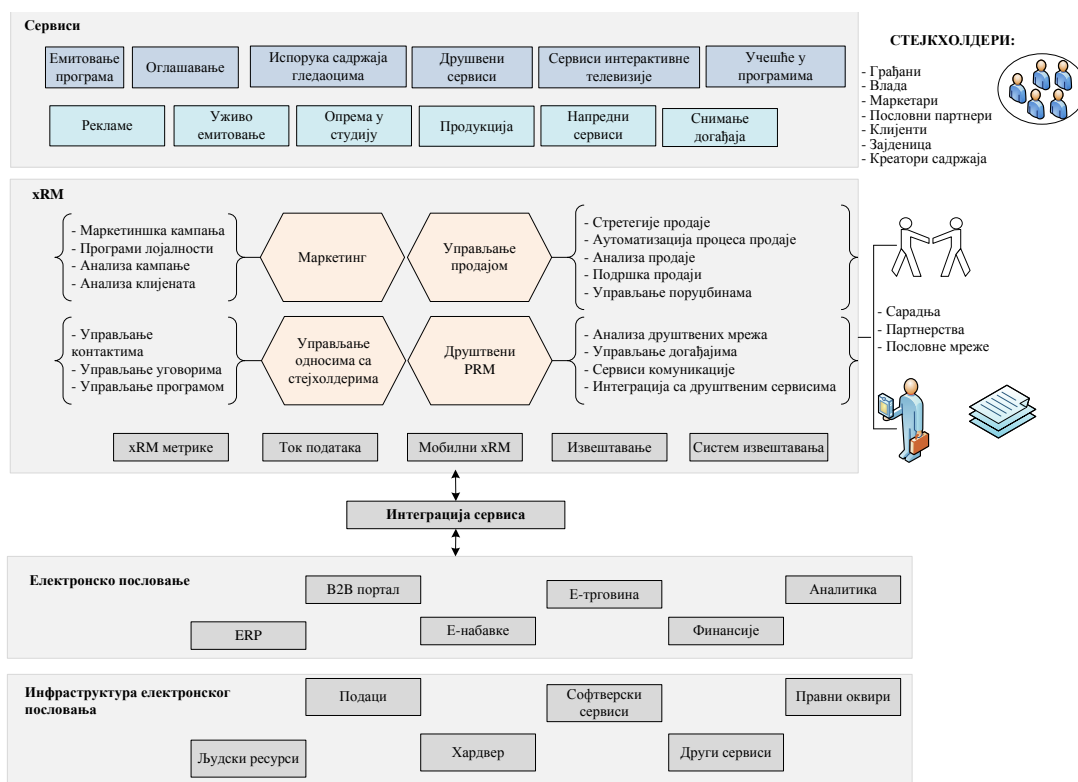 Сервиси
Емитовање
програма
Оглашавање
Испорука садржаја
гледаоцима
Друштвени
сервиси
Сервиси интерактивне
телевизије
Учешће у
програмима
Рекламе
Уживо
емитовање
Опрема у
студију
Продукција
Напредни
сервиси
Снимање
догађаја
СТЕЈКХОЛДЕРИ:
- Грађани
- Влада
- Маркетари
- Пословни партнери
- Клијенти
- Зајденица
- Креатори садржаја
xRM
- Маркетиншка кампања
- Програми лојалности
- Анализа кампање
- Анализа клијената
Маркетинг
Управљање
продајом
- Стретегије продаје
- Аутоматизација процеса продаје
- Анализа продаје
- Подршка продаји
- Управљање поруџбинама
- Управљање
контактима
- Управљање уговорима
- Управљање програмом
Управљање
односима са
стејхолдерима
Друштвени
PRM
- Анализа друштвених мрежа
- Управљање догађајима
- Сервиси комуникације
- Интеграција са друштвеним сервисима
- Сарадња
- Партнерства
- Пословне мреже
xRM метрике
Ток података
Мобилни xRM
Извештавање
Систем извештавања
Интеграција сервиса
Електронско пословање
B2B портал
Е-трговина
Аналитика
ERP
Е-набавке
Финансије
Инфраструктура електронског
пословања
Подаци
Софтверски
сервиси
Правни оквири
Људски ресурси
Хардвер
Други сервиси